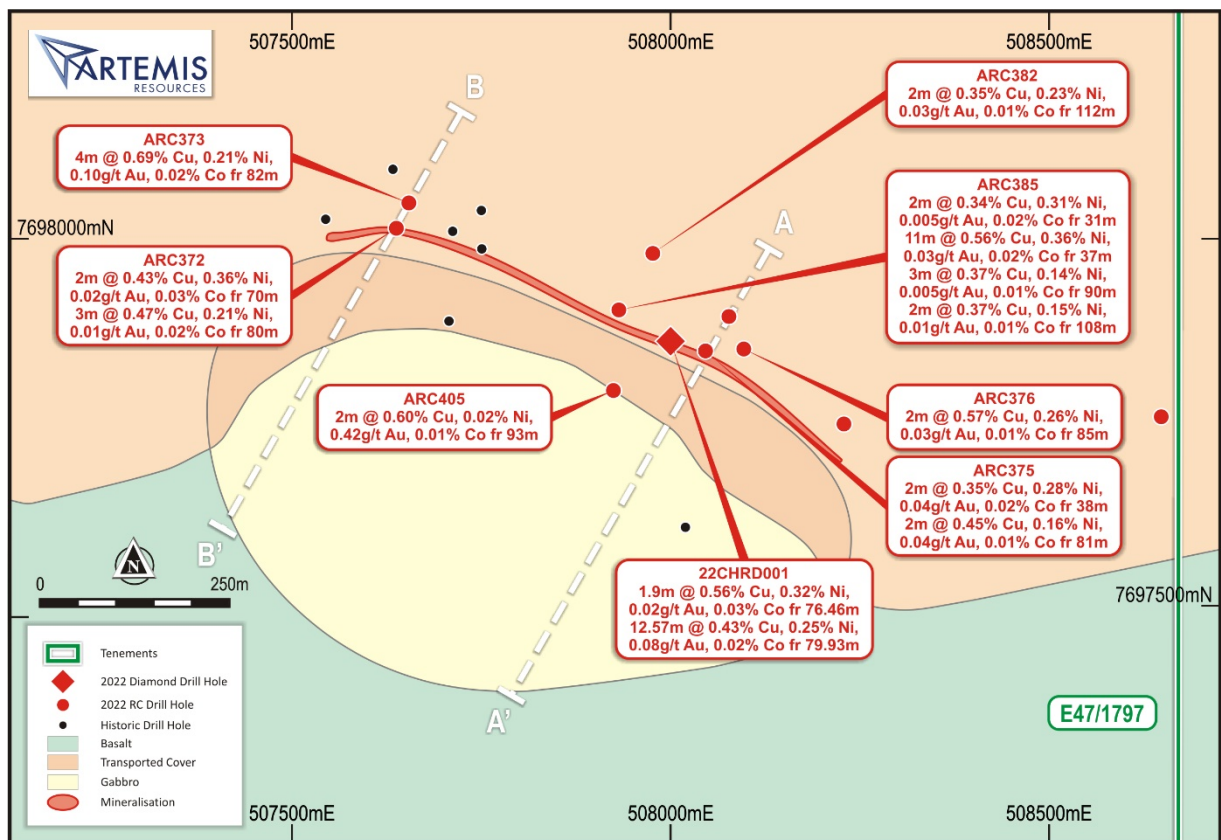 507500mE
508000mE
508500mE
ARTEMIS
RESOURCES
B
A
ARC382
2m @ 0.35% Cu, 0.23% Ni,
0.03g/t Au, 0.01% Co fr 112m
ARC373
4m @ 0.69% Cu, 0.21% Ni,
0.10g/t Au, 0.02% Co fr 82m
ARC385
2m @ 0.34% Cu, 0.31% Ni,
0.005g/t Au, 0.02% Co fr 31m
11m @ 0.56% Cu, 0.36% Ni,
0.03g/t Au, 0.02% Co fr 37m
3m @ 0.37% Cu, 0.14% Ni,
0.005g/t Au, 0.01% Co fr 90m
2m @ 0.37% Cu, 0.15% Ni,
0.01g/t Au, 0.01% Co fr 108m
7698000mN
ARC372
2m @ 0.43% Cu, 0.36% Ni,
0.02g/t Au, 0.03% Co fr 70m
3m @ 0.47% Cu, 0.21% Ni,
0.01g/t Au, 0.02% Co fr 80m
ARC405
2m @ 0.60% Cu, 0.02% Ni,
0.42g/t Au, 0.01% Co fr 93m
ARC376
2m @ 0.57% Cu, 0.26% Ni,
0.03g/t Au, 0.01% Co fr 85m
ARC375
2m @ 0.35% Cu, 0.28% Ni,
0.04g/t Au, 0.02% Co fr 38m
2m @ 0.45% Cu, 0.16% Ni,
0.04g/t Au, 0.01% Co fr 81m
B'
N
0 250m
22CHRD001
1.9m @ 0.56% Cu, 0.32% Ni,
0.02g/t Au, 0.03% Co fr 76.46m
12.57m @ 0.43% Cu, 0.25% Ni,
0.08g/t Au, 0.02% Co fr 79.93m
7697500mN
A'
E47/1797
Tenements
2022 Diamond Drill Hole
2022 RC Drill Hole
Historic Drill Hole
Basalt
Transported Cover
Gabbro
Mineralisation
507500mE
508000mE
508500mE